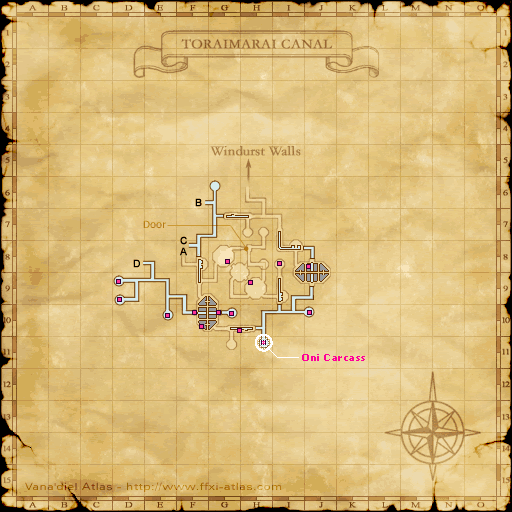 A B C D E F G H I J K L M N O
TORAIMARAI CANAL
Windurst Walls
B
Door
C
A
D
Oni Carcass
Vana'diel Atlas - http://www.ffxi-atlas.com